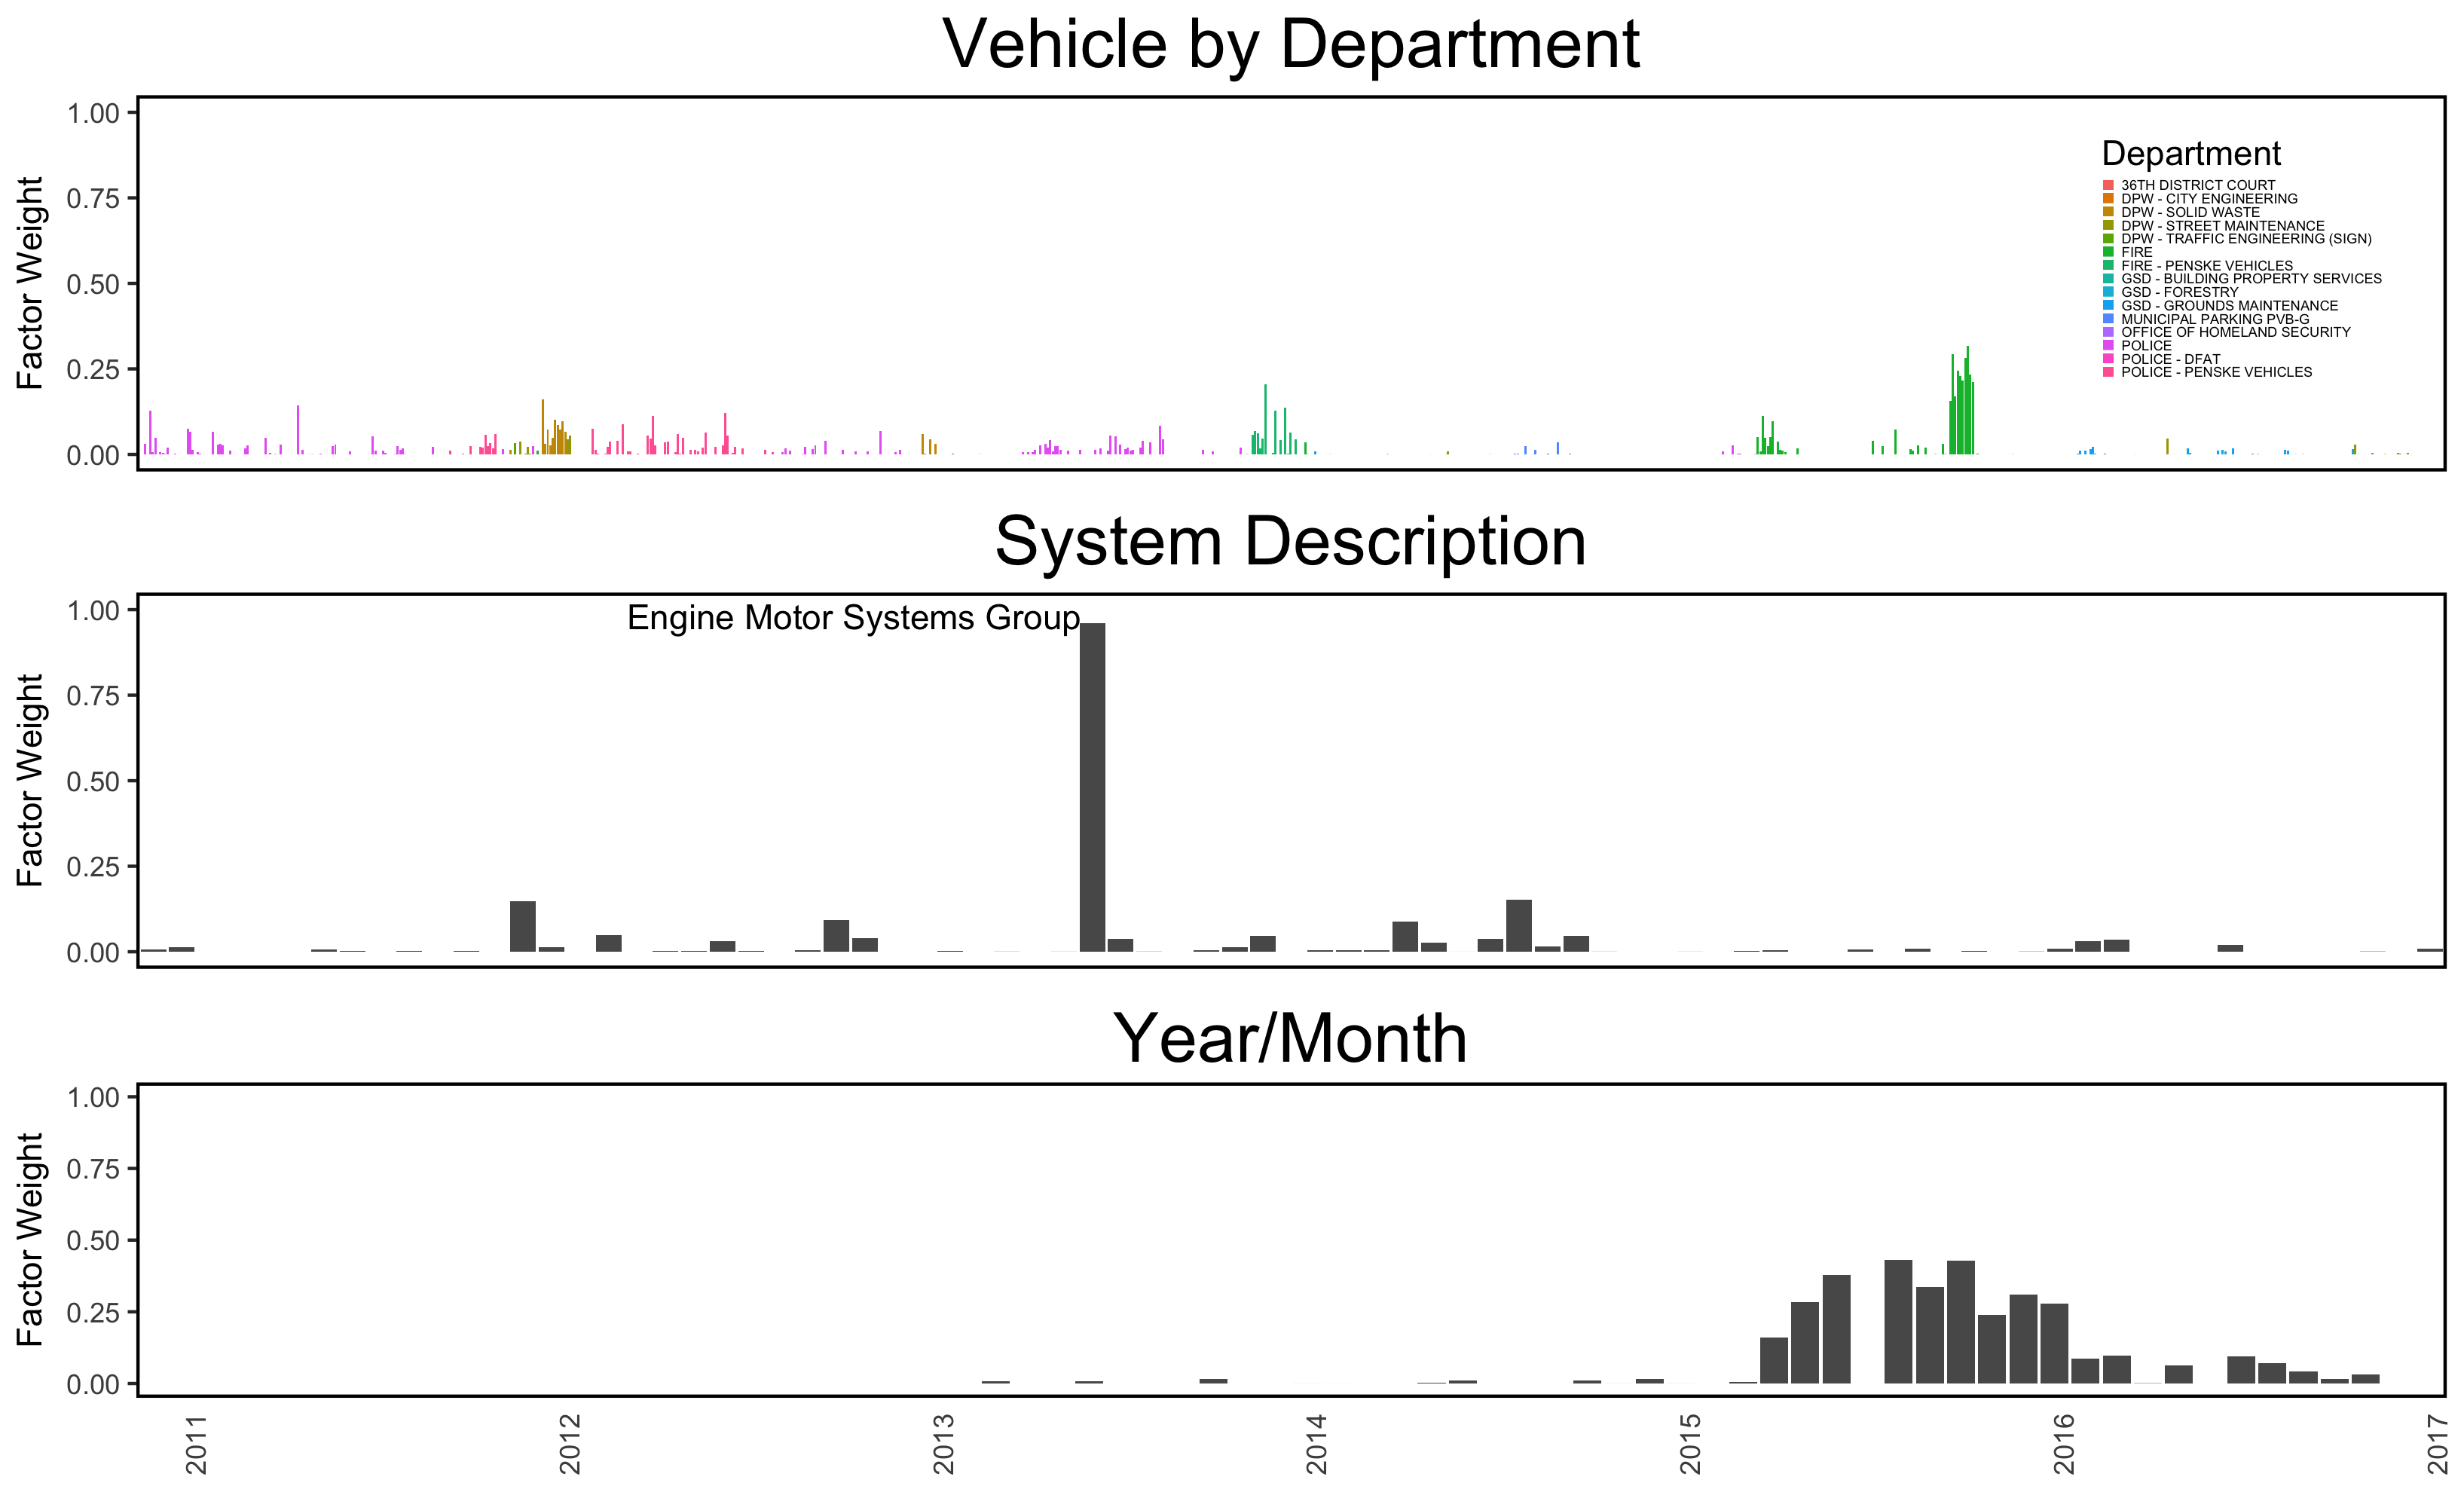 Vehicle by Department
Factor Weight
1.00
0.75
0.50
0.25
0.00
Department
36TH DISTRICT COURT
DPW - CITY ENGINEERING
DPW - SOLID WASTE
DPW - STREET MAINTENANCE
DPW - TRAFFIC ENGINEERING (SIGN)
FIRE
FIRE - PENSKE VEHICLES
GSD - BUILDING PROPERTY SERVICES
GSD - FORESTRY
GSD - GROUNDS MAINTENANCE
MUNICIPAL PARKING PVB-G
OFFICE OF HOMELAND SECURITY
POLICE
POLICE - DFAT
POLICE - PENSKE VEHICLES
System Description
Factor Weight
1.00
0.75
0.50
0.25
0.00
Engine Motor Systems Group
Year/Month
Factor Weight
1.00
0.75
0.50
0.25
0.00
2011
2012
2013
2014
2015
2016
2017